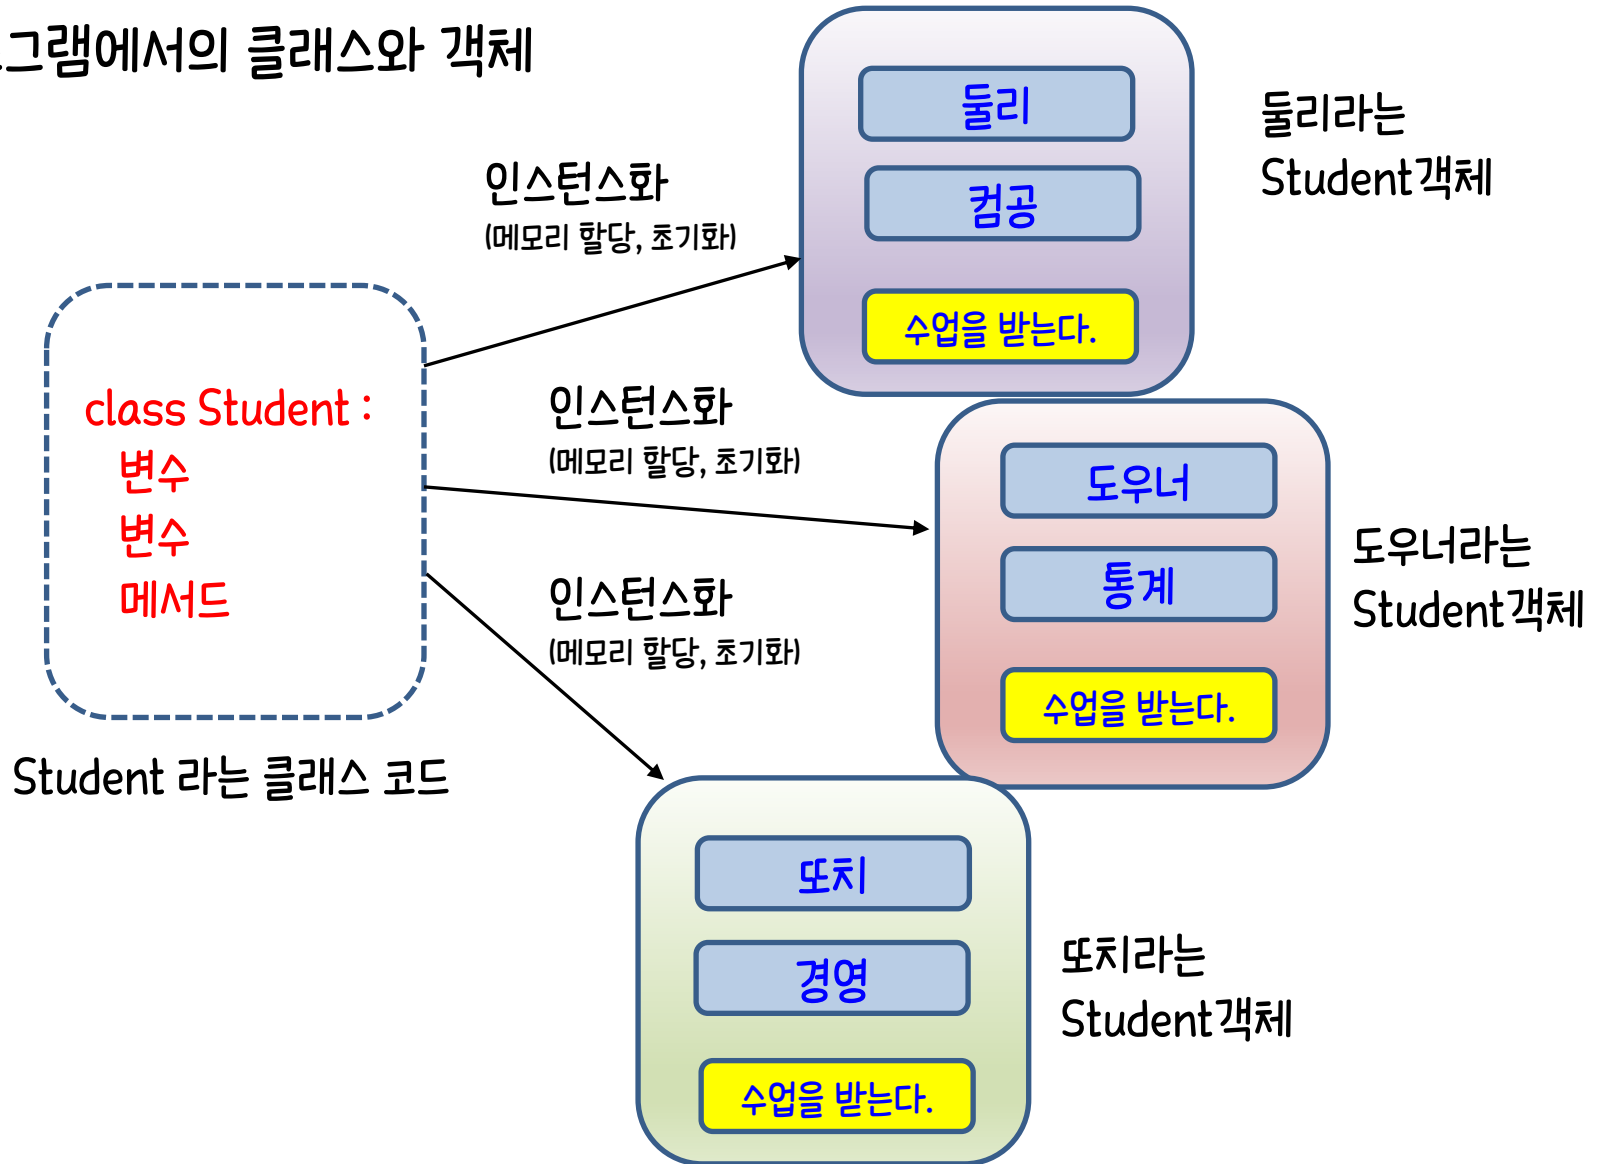 그램에서의 클래스와 객체
둘리
컴공
수업을 받는다.
둘리라는
Student객체
인스턴스화
(메모리 할당, 초기화)
class Student :
변수
변수
메서드
Student 라는 클래스 코드
인스턴스화
(메모리 할당, 초기화)
도우너
통계
수업을 받는다.
도우너라는
Student객체
인스턴스화
(메모리 할당, 초기화)
또치
경영
수업을 받는다.
또치라는
Student객체